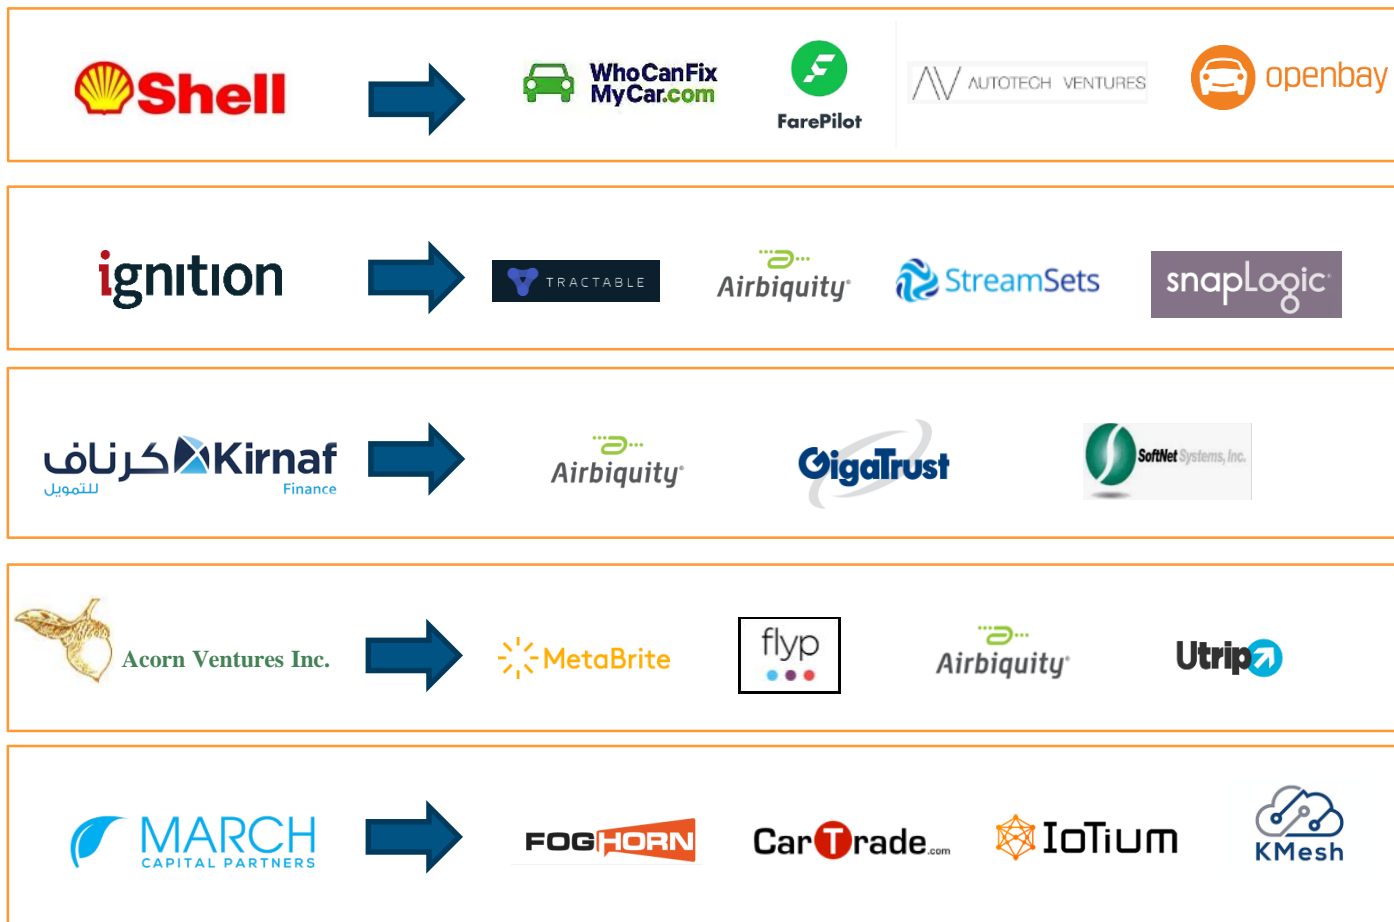 Shell
WhoCanFix
MyCar.com
FarePilot
AUTOTECH VENTURES
openbay
ignition
TRACTABLE
Airbiquity
StreamSets
snapLogic
كرناف Kirnaf
للتمويل Finance
Airbiquity
GigaTrust
SoftNet Systems, Inc.
Acorn Ventures Inc.
MetaBrite
flyp
Airbiquity
Utrip
MARCH
CAPITAL PARTNERS
FOGHORN
CarTrade.com
IoTium
KMesh